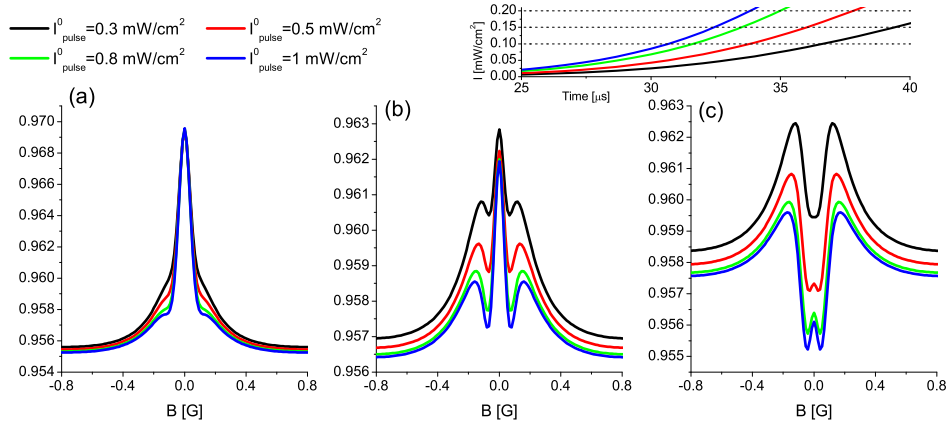 I⁰pulse=0.3 mW/cm² I⁰pulse=0.5 mW/cm²
I⁰pulse=0.8 mW/cm² I⁰pulse=1 mW/cm²
I [mW/cm²]
0.20
0.15
0.10
0.05
0.00
25 30 35 40
Time [µs]
(a)
0.970
0.968
0.966
0.964
0.962
0.960
0.958
0.956
0.954
-0.8 -0.4 0.0 0.4 0.8
B [G]
(b)
0.963
0.962
0.961
0.960
0.959
0.958
0.957
0.956
-0.8 -0.4 0.0 0.4 0.8
B [G]
(c)
0.963
0.962
0.961
0.960
0.959
0.958
0.957
0.956
0.955
-0.8 -0.4 0.0 0.4 0.8
B [G]